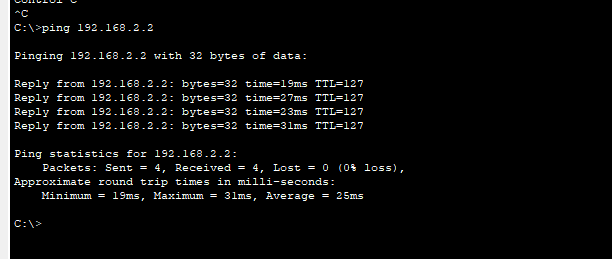 Control-C
^C
C:\>ping 192.168.2.2

Pinging 192.168.2.2 with 32 bytes of data:

Reply from 192.168.2.2: bytes=32 time=19ms TTL=127
Reply from 192.168.2.2: bytes=32 time=27ms TTL=127
Reply from 192.168.2.2: bytes=32 time=23ms TTL=127
Reply from 192.168.2.2: bytes=32 time=31ms TTL=127

Ping statistics for 192.168.2.2:
    Packets: Sent = 4, Received = 4, Lost = 0 (0% loss),
Approximate round trip times in milli-seconds:
    Minimum = 19ms, Maximum = 31ms, Average = 25ms

C:\>